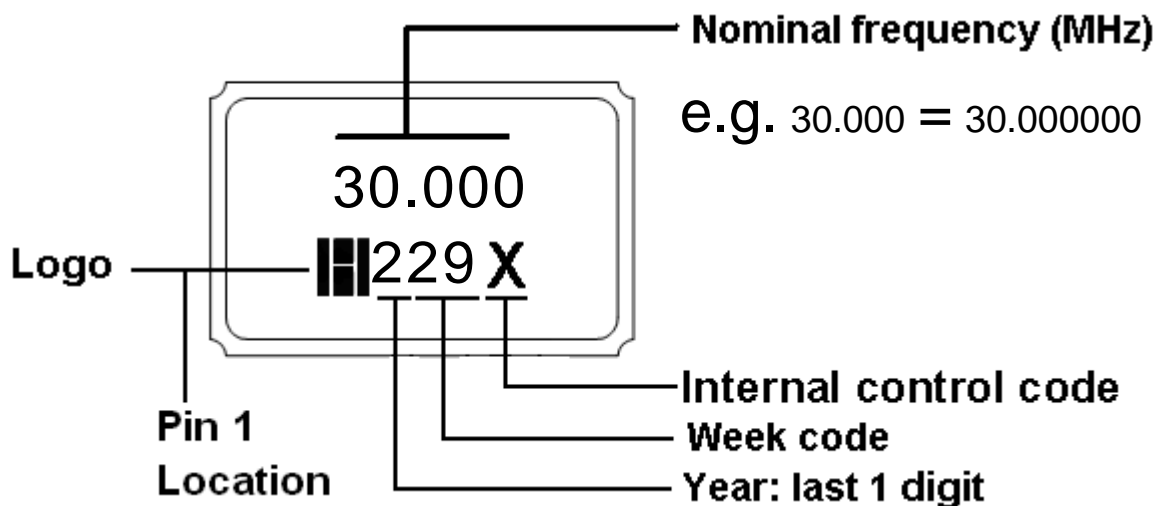 Nominal frequency (MHz)
e.g. 30.000 = 30.000000
30.000
Logo
229 X
Internal control code
Pin 1
Location
Week code
Year: last 1 digit